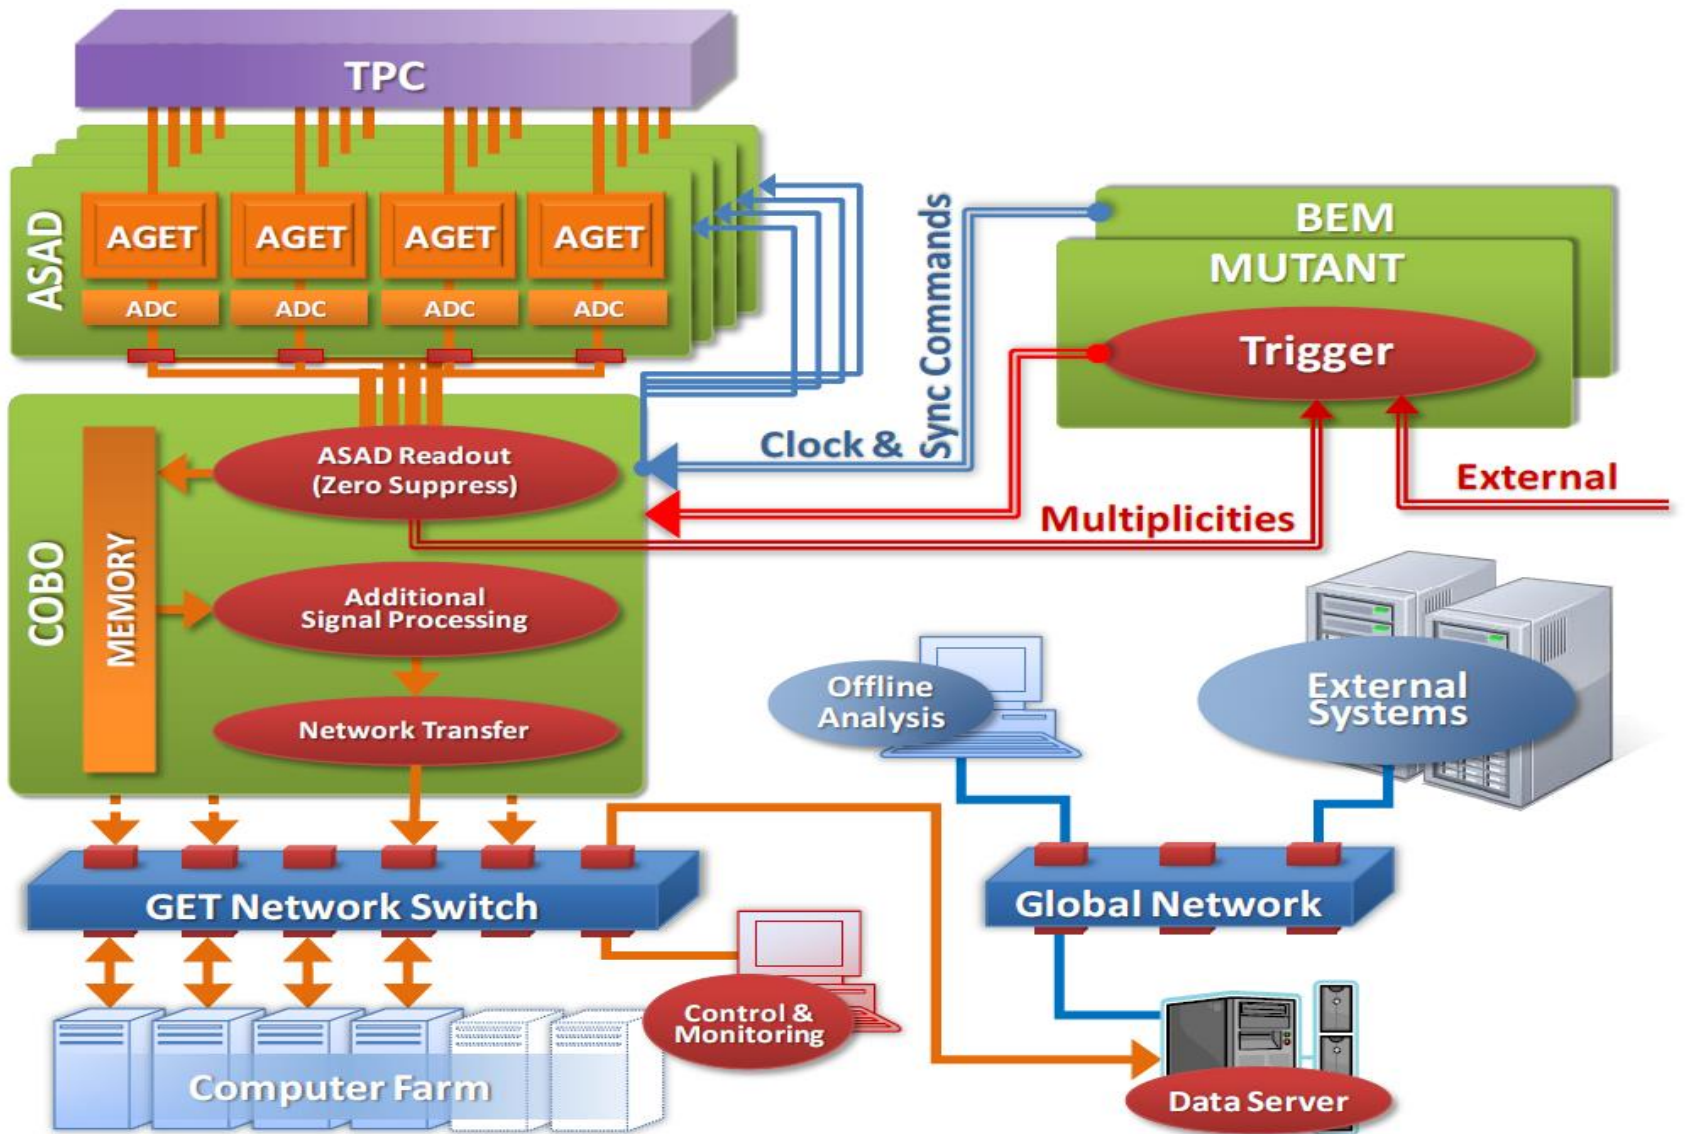 TPC
ASAD
AGET
AGET
AGET
AGET
ADC
ADC
ADC
ADC
BEM
MUTANT
Trigger
Clock &
Sync Commands
External
Multiplicities
COBO
MEMORY
ASAD Readout
(Zero Suppress)
Additional
Signal Processing
Network Transfer
Offline
Analysis
External
Systems
GET Network Switch
Global Network
Control &
Monitoring
Computer Farm
Data Server